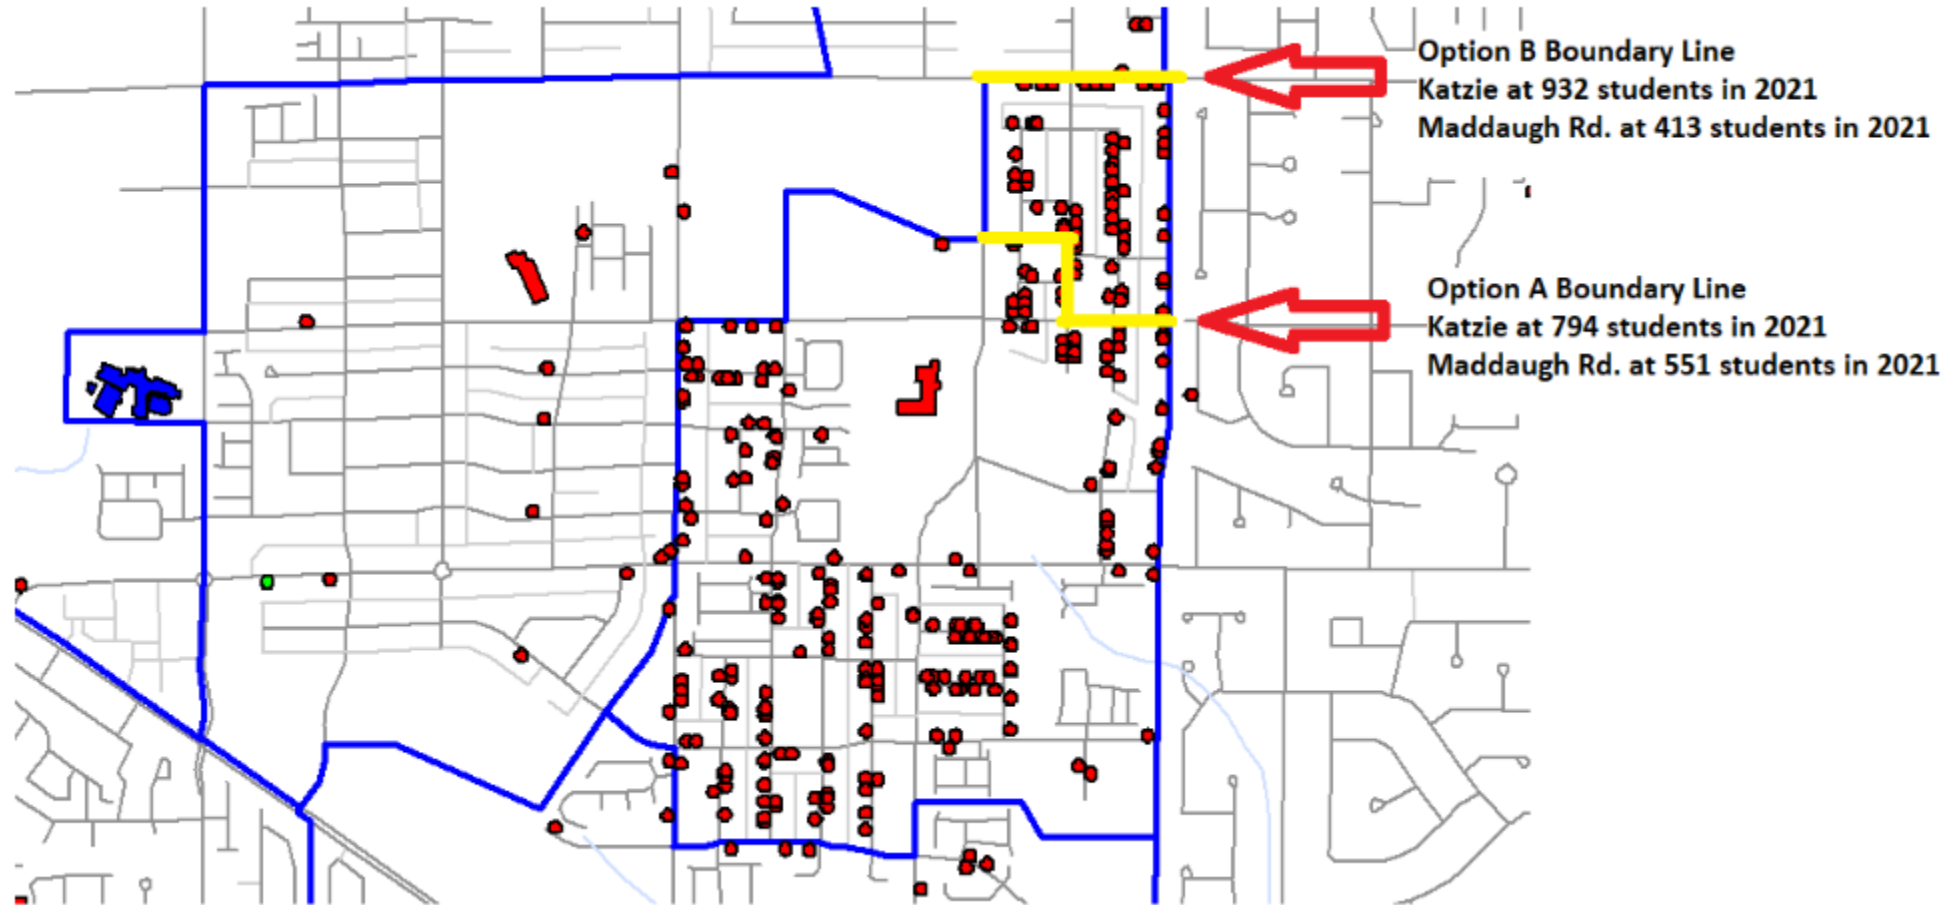 Option B Boundary Line
Katzie at 932 students in 2021
Maddaugh Rd. at 413 students in 2021
Option A Boundary Line
Katzie at 794 students in 2021
Maddaugh Rd. at 551 students in 2021